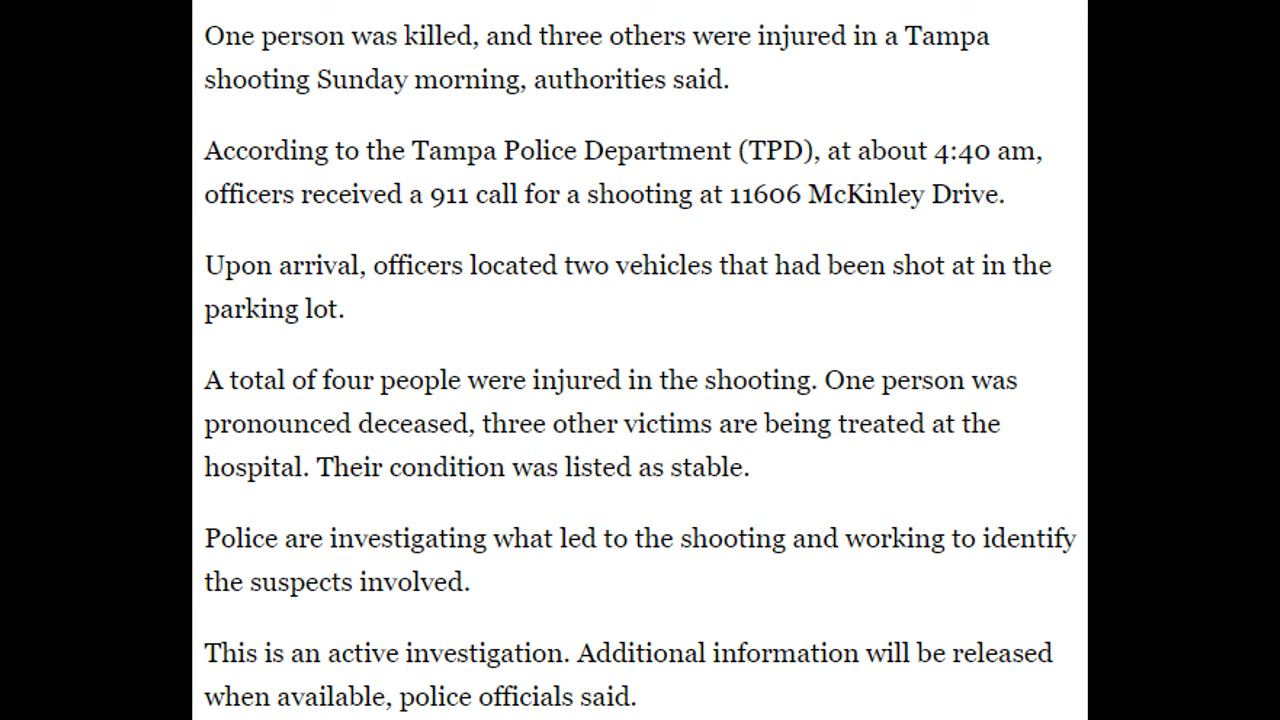 One person was killed, and three others were injured in a Tampa
shooting Sunday morning, authorities said.
According to the Tampa Police Department (TPD), at about 4:40 am,
officers received a 911 call for a shooting at 11606 McKinley Drive.
Upon arrival, officers located two vehicles that had been shot at in the
parking lot.
A total of four people were injured in the shooting. One person was
pronounced deceased, three other victims are being treated at the
hospital. Their condition was listed as stable.
Police are investigating what led to the shooting and working to identify
the suspects involved.
This is an active investigation. Additional information will be released
when available, police officials said.